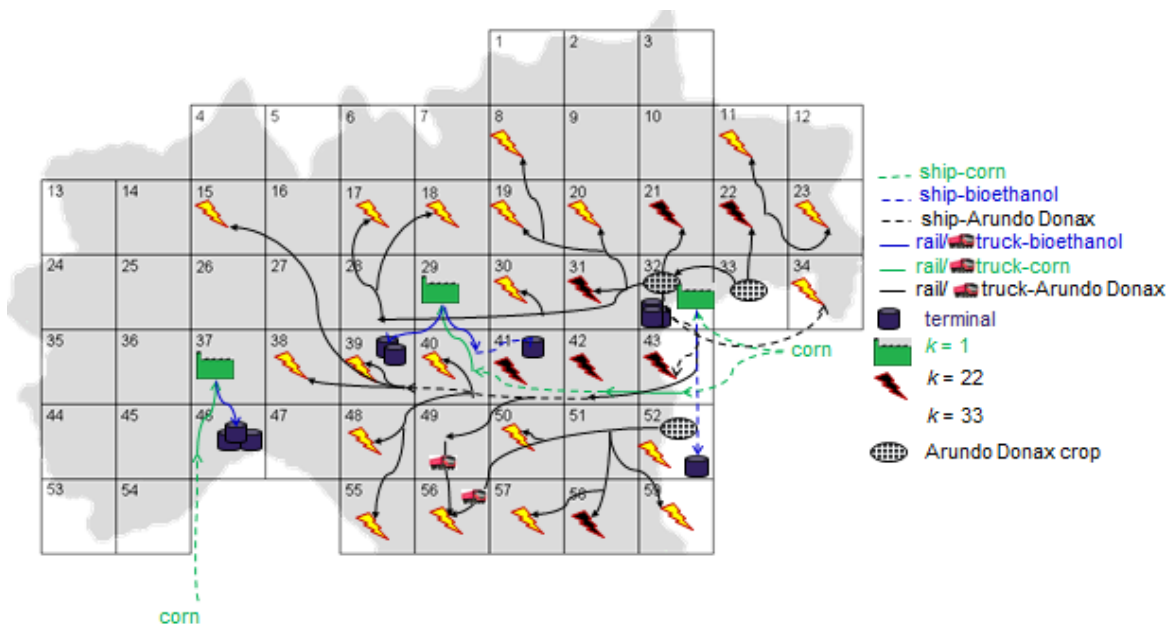 1 2 3
4 5 6 7 8 9 10 11 12
13 14 15 16 17 18 19 20 21 22 23
24 25 26 27 28 29 30 31 32 33 34
35 36 37 38 39 40 41 42 43
44 45 46 47 48 49 50 51 52
53 54 55 56 57 58 59
corn
corn
ship-corn
ship-bioethanol
ship-Arundo Donax
rail/ truck-bioethanol
rail/ truck-corn
rail/ truck-Arundo Donax
terminal
k = 1
k = 22
k = 33
Arundo Donax crop